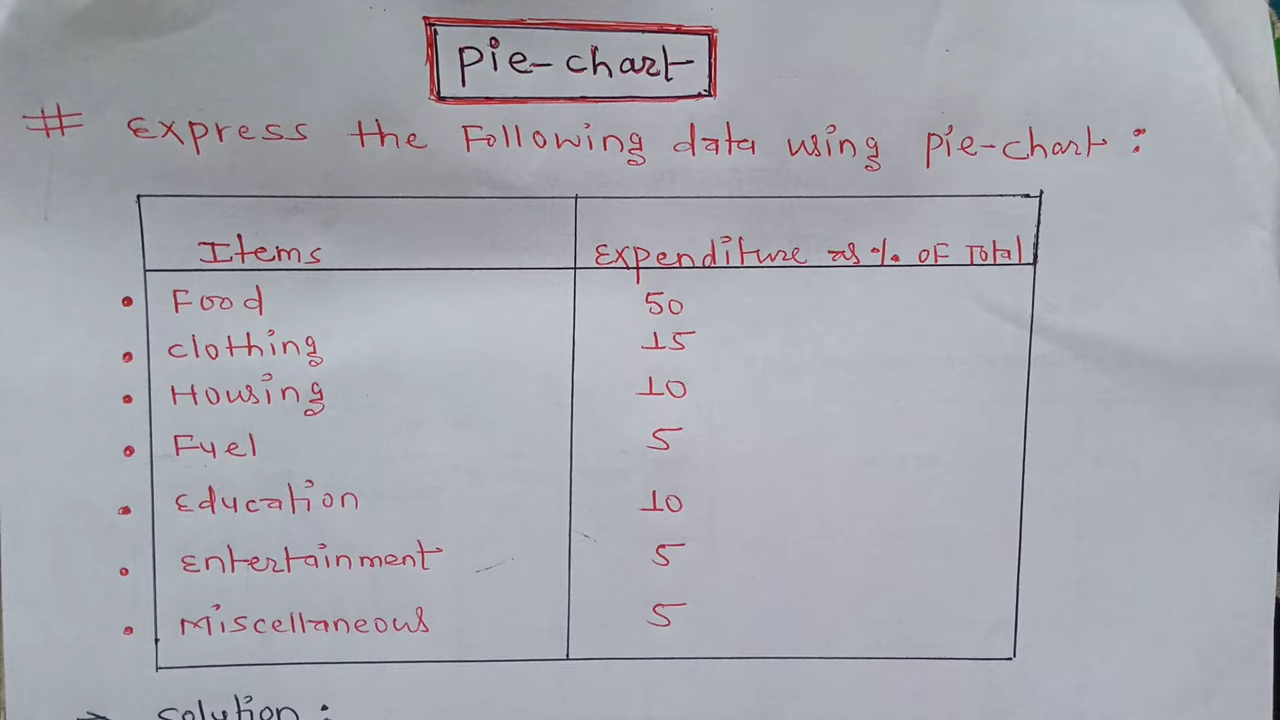 Pie-chart
# Express the Following data using pie-chart :
Items Expenditure as % OF Total
• Food 50
• clothing 15
• Housing 10
• Fuel 5
• Education 10
• Entertainment 5
• Miscellaneous 5
→ Solution :